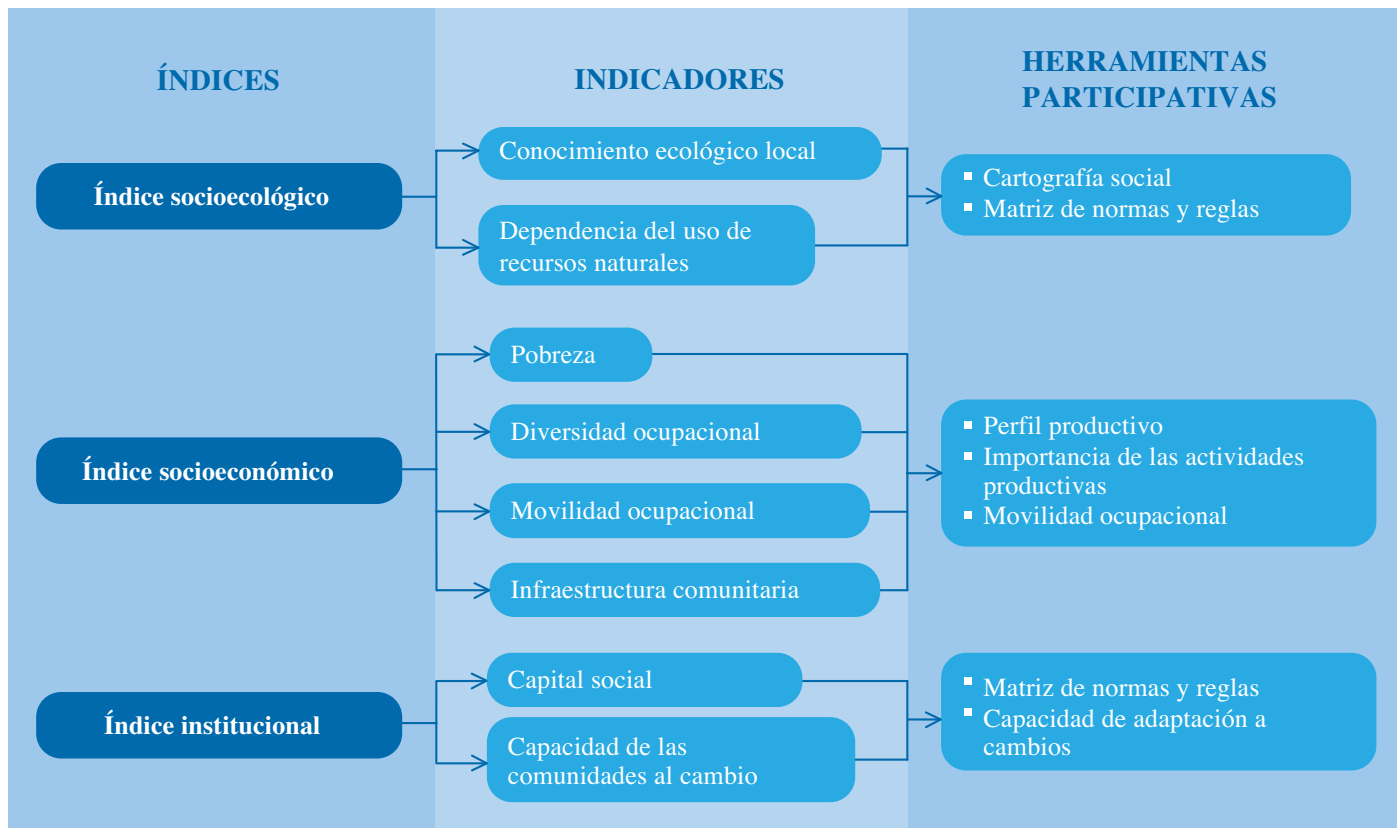 ÍNDICES
INDICADORES
HERRAMIENTAS
PARTICIPATIVAS
Índice socioecológico
Conocimiento ecológico local
Dependencia del uso de
recursos naturales
▪ Cartografía social
▪ Matriz de normas y reglas
Índice socioeconómico
Pobreza
Diversidad ocupacional
Movilidad ocupacional
Infraestructura comunitaria
▪ Perfil productivo
▪ Importancia de las actividades
productivas
▪ Movilidad ocupacional
Índice institucional
Capital social
Capacidad de las
comunidades al cambio
▪ Matriz de normas y reglas
▪ Capacidad de adaptación a
cambios